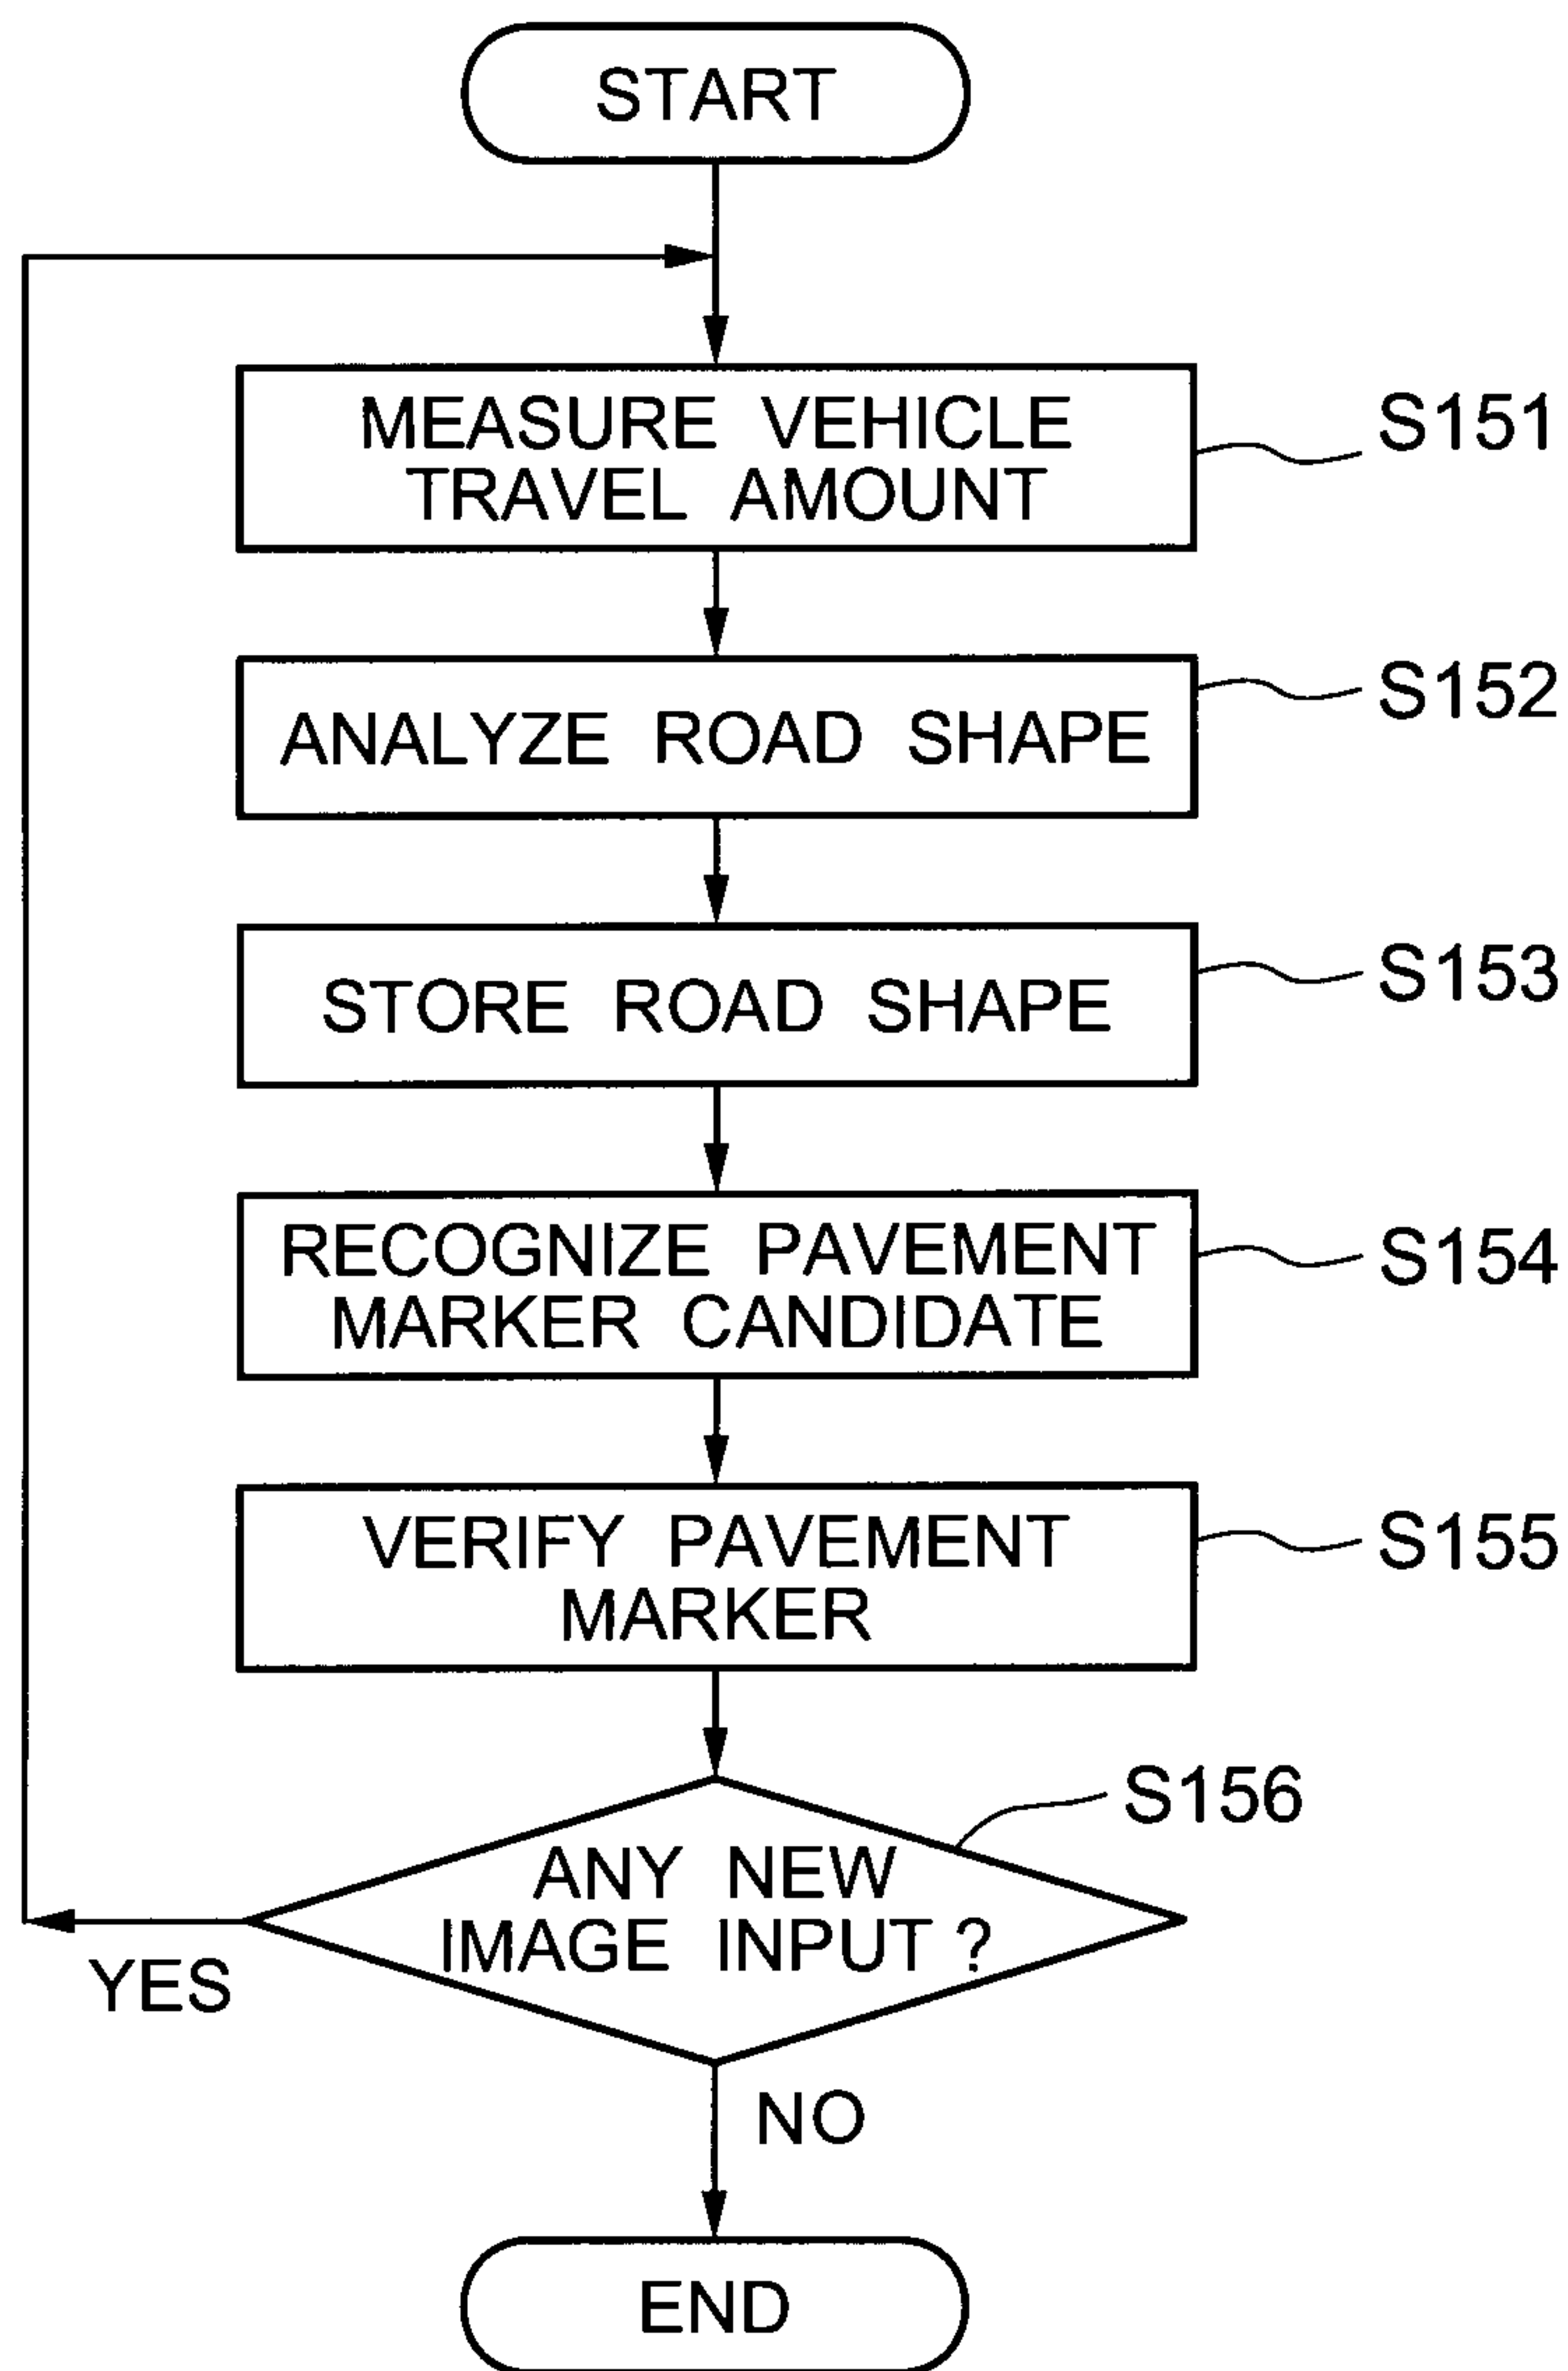 START
MEASURE VEHICLE
TRAVEL AMOUNT
S151
ANALYZE ROAD SHAPE
S152
STORE ROAD SHAPE
S153
RECOGNIZE PAVEMENT
MARKER CANDIDATE
S154
VERIFY PAVEMENT
MARKER
S155
S156
ANY NEW
IMAGE INPUT ?
YES
NO
END